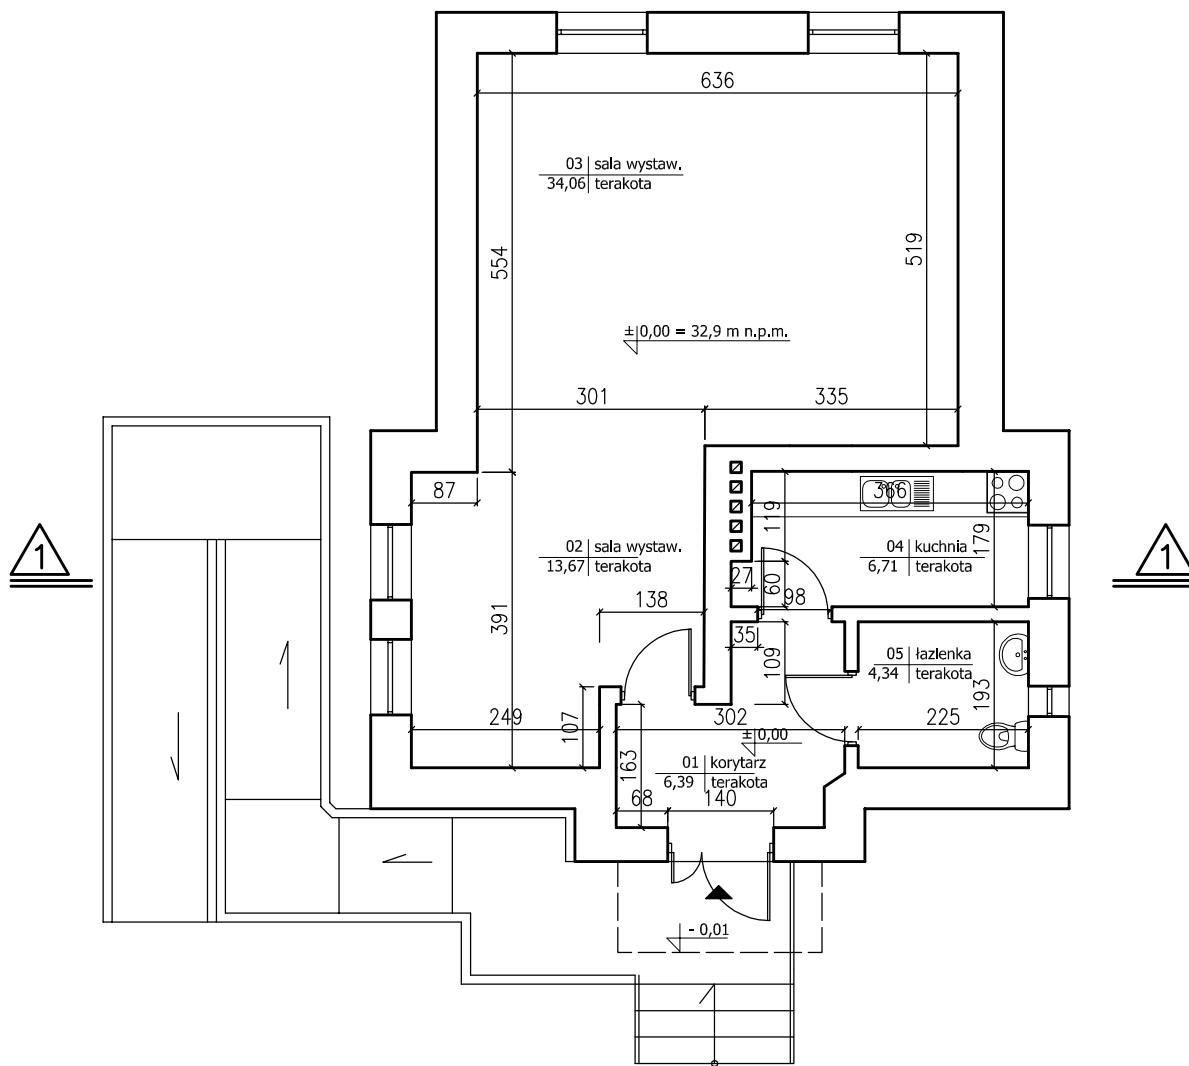 636
03 sala wystaw.
34,06 terakota
554
519
±0,00 = 32,9 m n.p.m.
301
335
87
366
119
179
1
1
02 sala wystaw.
13,67 terakota
04 kuchnia
6,71 terakota
27
60
98
138
391
35
109
05 łazienka
4,34 terakota
193
249
107
302
225
±0,00
163
01 korytarz
6,39 terakota
68
140
- 0,01